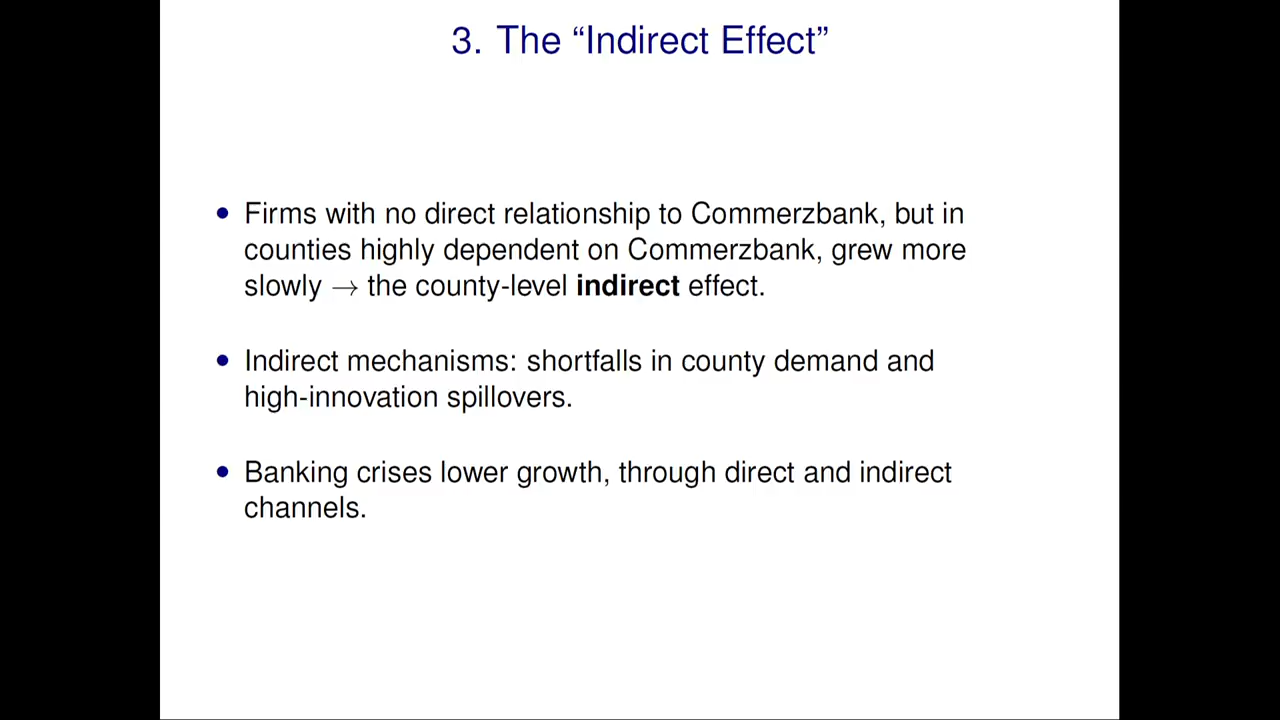 3. The “Indirect Effect”
• Firms with no direct relationship to Commerzbank, but in
counties highly dependent on Commerzbank, grew more
slowly → the county-level indirect effect.
• Indirect mechanisms: shortfalls in county demand and
high-innovation spillovers.
• Banking crises lower growth, through direct and indirect
channels.